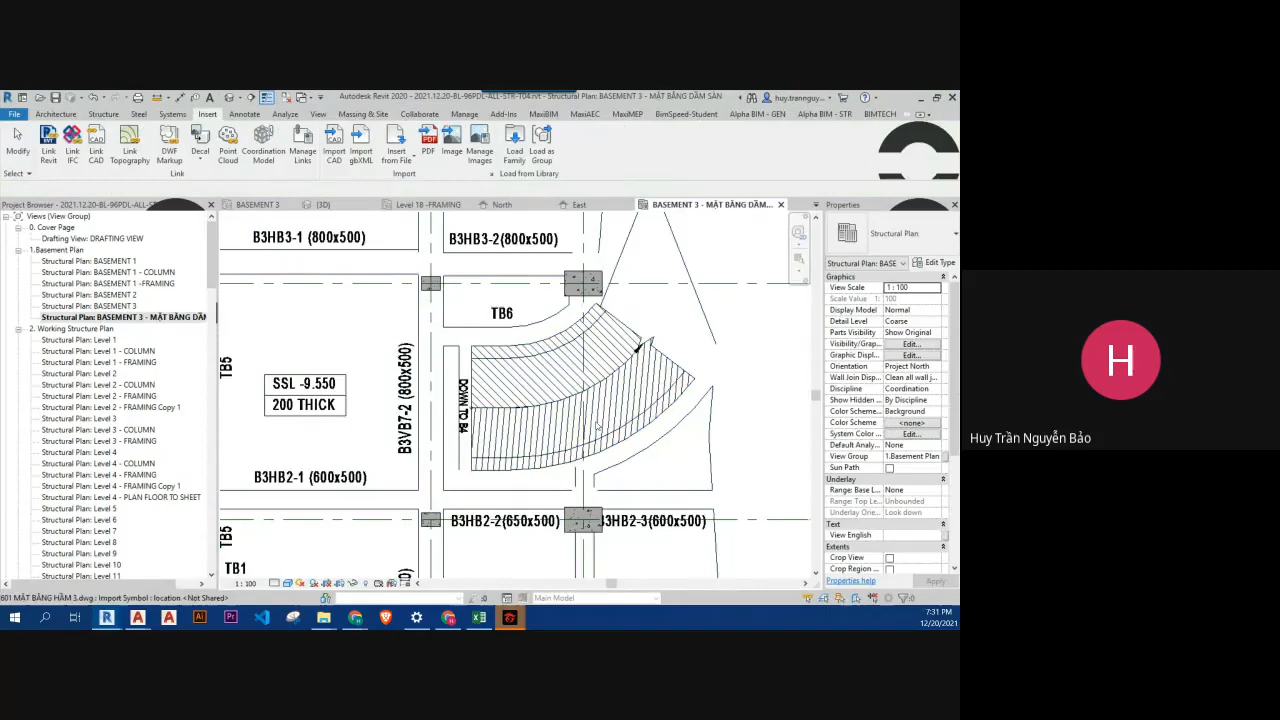 Autodesk Revit 2020 - 2021.12.20-BL-96PDL-ALL-STR-T04.rvt - Structural Plan: BASEMENT 3 - MẶT BẰNG DẦM SÀN
huy.trannguy...
File Architecture Structure Steel Systems Insert Annotate Analyze View Massing & Site Collaborate Manage Add-Ins MaxiBIM MaxiAEC MaxiMEP BimSpeed-Student Alpha BIM - GEN Alpha BIM - STR BIMTECH
Modify
Link Revit
Link IFC
Link CAD
Link Topography
DWF Markup
Decal
Point Cloud
Coordination Model
Manage Links
Import CAD
Import gbXML
Insert from File
PDF
Image
Manage Images
Load Family
Load as Group
Select Link Import Load from Library
Project Browser - 2021.12.20-BL-96PDL-ALL-S
BASEMENT 3 (3D) Level 18 -FRAMING North East BASEMENT 3 - MẶT BẰNG DẦM...
Views (View Group)
0. Cover Page
Drafting View: DRAFTING VIEW
1.Basement Plan
Structural Plan: BASEMENT 1
Structural Plan: BASEMENT 1 - COLUMN
Structural Plan: BASEMENT 1 -FRAMING
Structural Plan: BASEMENT 2
Structural Plan: BASEMENT 3
Structural Plan: BASEMENT 3 - MẶT BẰNG DẦM
2. Working Structure Plan
Structural Plan: Level 1
Structural Plan: Level 1 - COLUMN
Structural Plan: Level 1 - FRAMING
Structural Plan: Level 2
Structural Plan: Level 2 - COLUMN
Structural Plan: Level 2 - FRAMING
Structural Plan: Level 2 - FRAMING Copy 1
Structural Plan: Level 3
Structural Plan: Level 3 - COLUMN
Structural Plan: Level 3 - FRAMING
Structural Plan: Level 4
Structural Plan: Level 4 - COLUMN
Structural Plan: Level 4 - FRAMING
Structural Plan: Level 4 - FRAMING Copy 1
Structural Plan: Level 4 - PLAN FLOOR TO SHEET
Structural Plan: Level 5
Structural Plan: Level 6
Structural Plan: Level 7
Structural Plan: Level 8
Structural Plan: Level 9
Structural Plan: Level 10
Structural Plan: Level 11
B3HB3-1 (800x500)
B3HB3-2(800x500)
TB6
TB5
SSL -9.550
200 THICK
B3VB7-2 (800x500)
DOWN TO B4
B3HB2-1 (600x500)
B3HB2-2(650x500)
B3HB2-3(600x500)
TB5
TB1
Properties
Structural Plan
Structural Plan: BASE Edit Type
Graphics
View Scale 1 : 100
Scale Value 1: 100
Display Model Normal
Detail Level Coarse
Parts Visibility Show Original
Visibility/Grap... Edit...
Graphic Displ... Edit...
Orientation Project North
Wall Join Displ... Clean all wall j...
Discipline Coordination
Show Hidden ... By Discipline
Color Scheme... Background
Color Scheme <none>
System Color ... Edit...
Default Analy... None
View Group 1.Basement Plan
Sun Path
Underlay
Range: Base L... None
Range: Top Le... Unbounded
Underlay Orie... Look down
Text
View English
Extents
Crop View
Crop Region ...
Properties help Apply
1 : 100
601 MẶT BẰNG HẦM 3.dwg : Import Symbol : location <Not Shared>
:0
Main Model
:0
7:31 PM
12/20/2021
H
Huy Trần Nguyễn Bảo